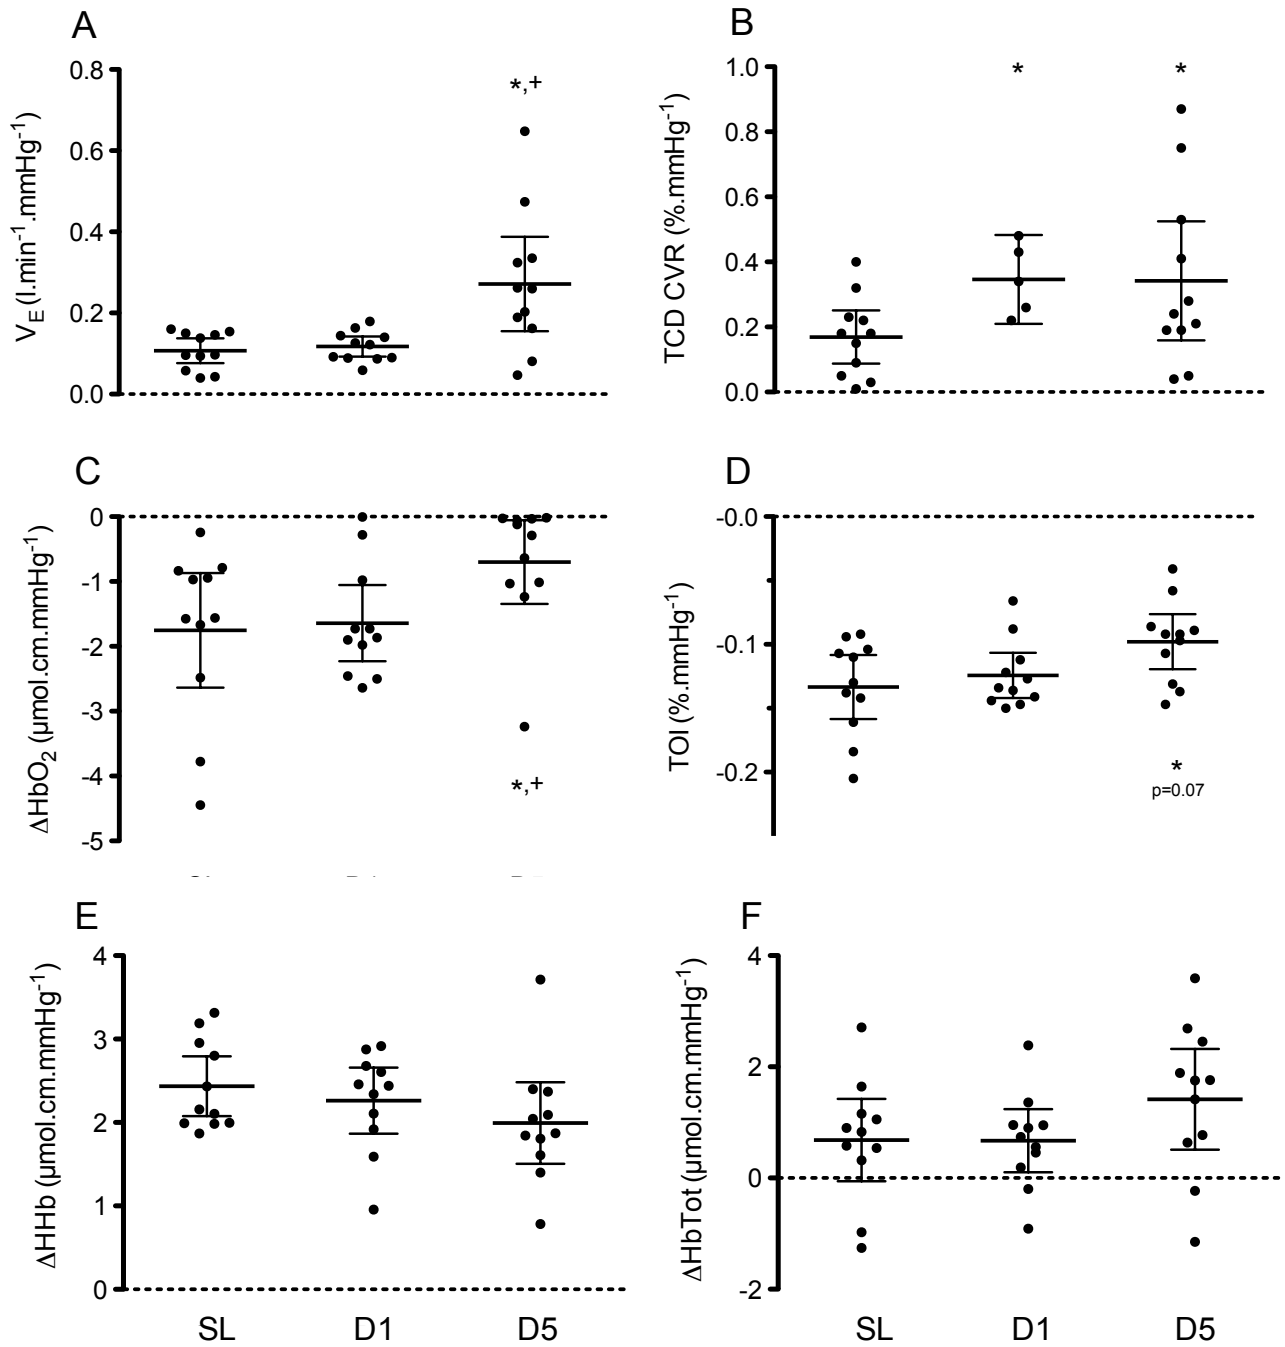 A
V_E (l.min⁻¹.mmHg⁻¹)
0.8
0.6
0.4
0.2
0.0
*,+
B
TCD CVR (%.mmHg⁻¹)
1.0
0.8
0.6
0.4
0.2
0.0
*
*
C
ΔHbO₂ (µmol.cm.mmHg⁻¹)
0
-1
-2
-3
-4
-5
*,+
D
TOI (%.mmHg⁻¹)
-0.0
-0.1
-0.2
*
p=0.07
E
ΔHHb (µmol.cm.mmHg⁻¹)
4
3
2
1
0
SL D1 D5
F
ΔHbTot (µmol.cm.mmHg⁻¹)
4
2
0
-2
SL D1 D5